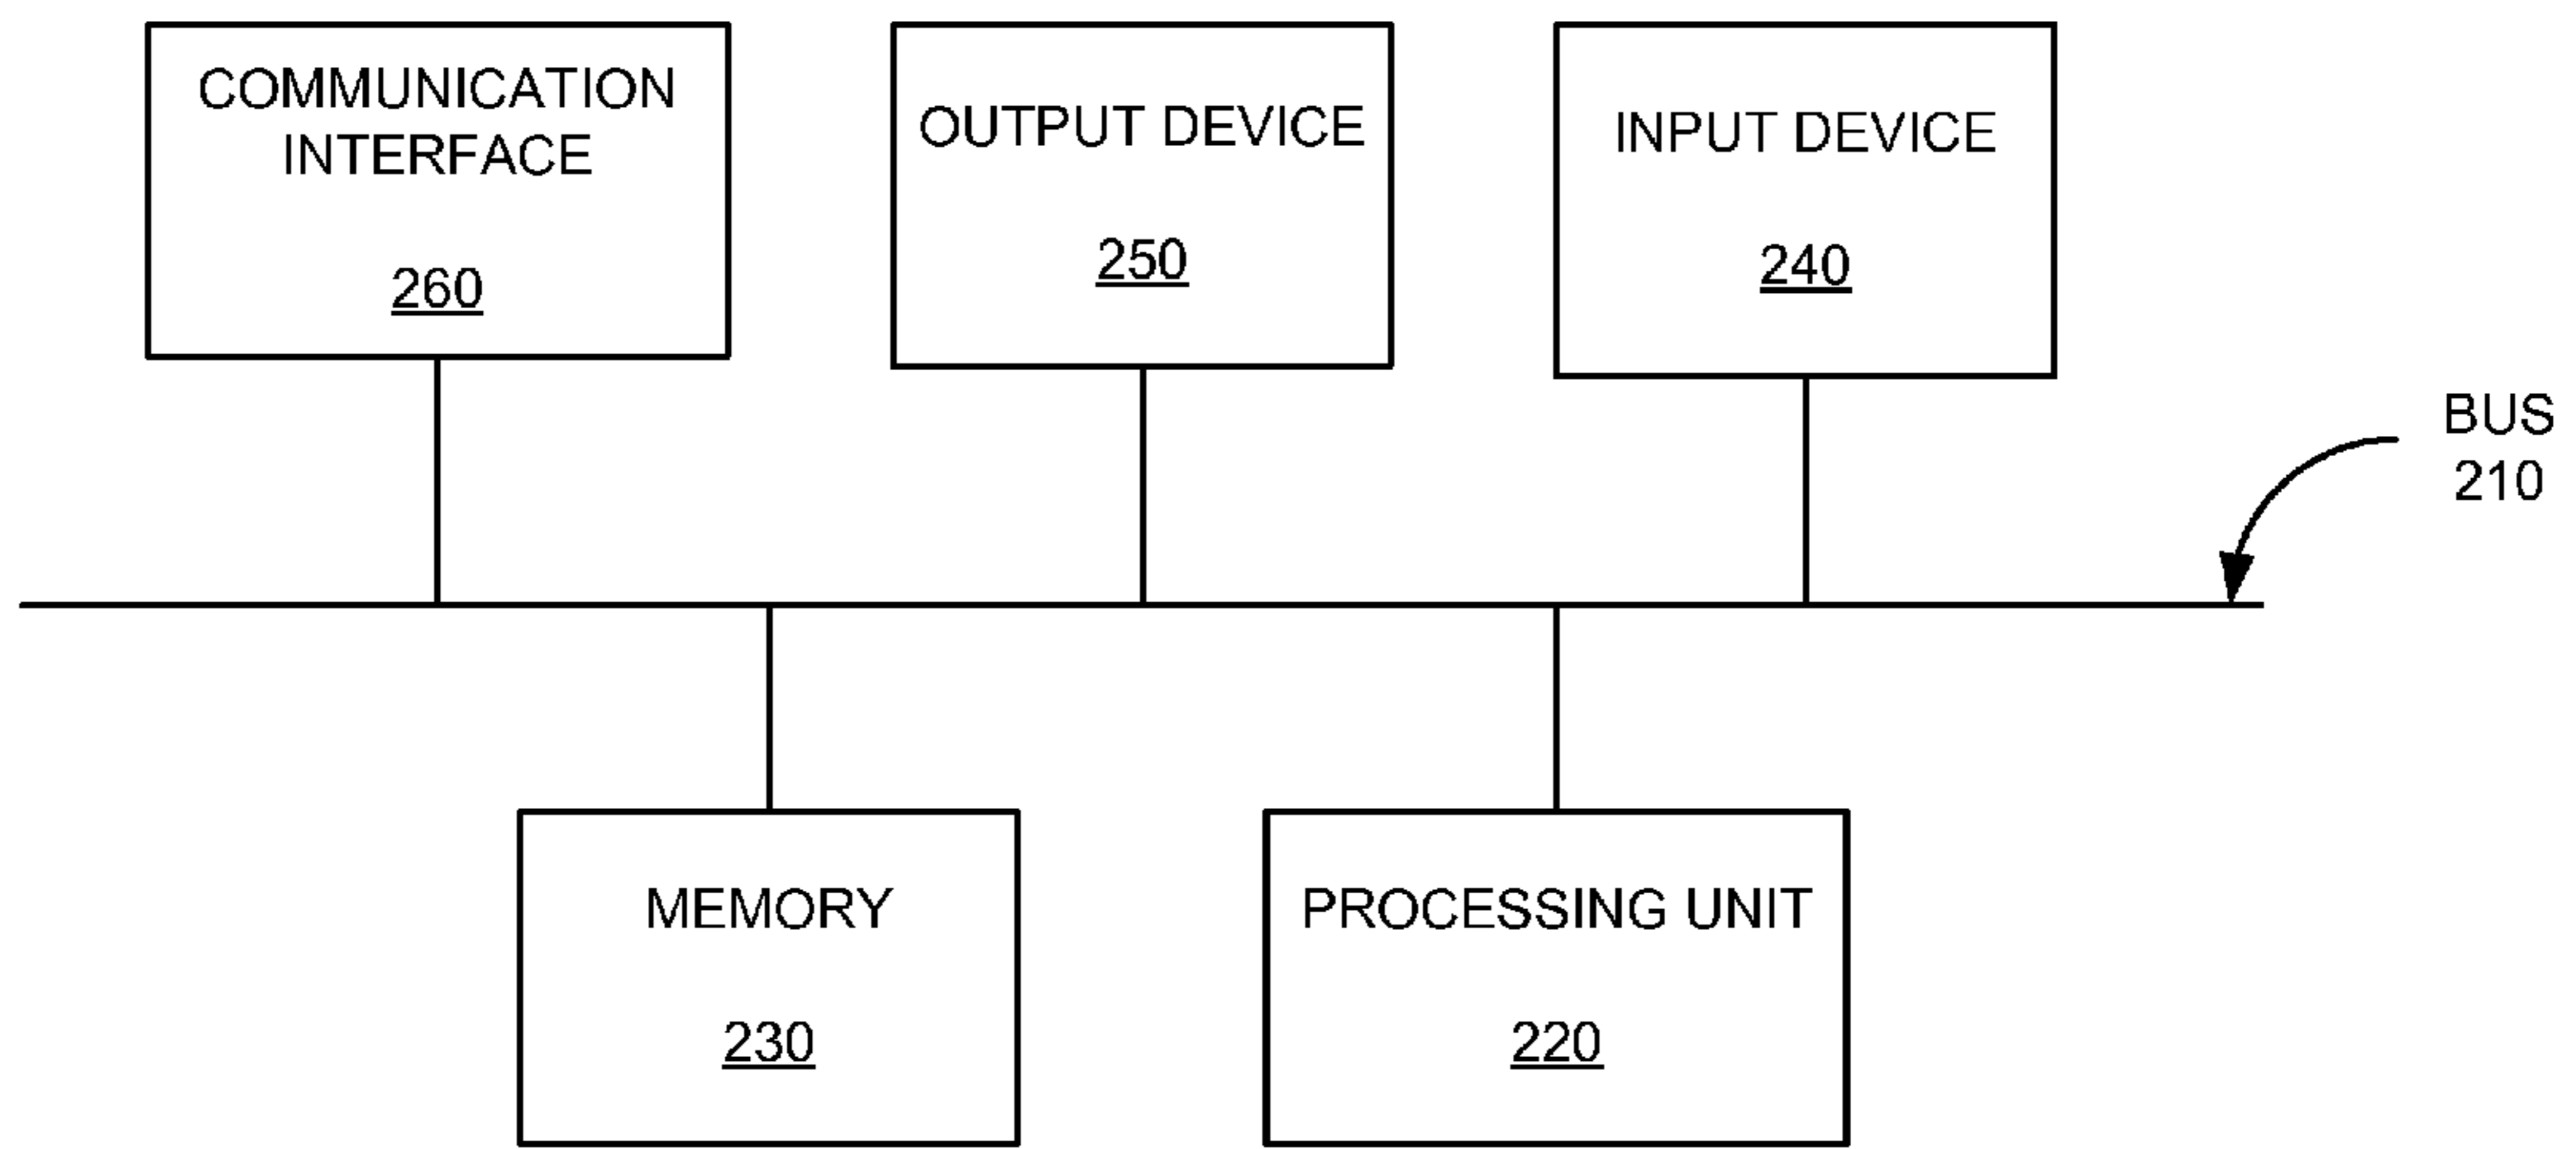 COMMUNICATION
INTERFACE
260
OUTPUT DEVICE
250
INPUT DEVICE
240
BUS
210
MEMORY
230
PROCESSING UNIT
220